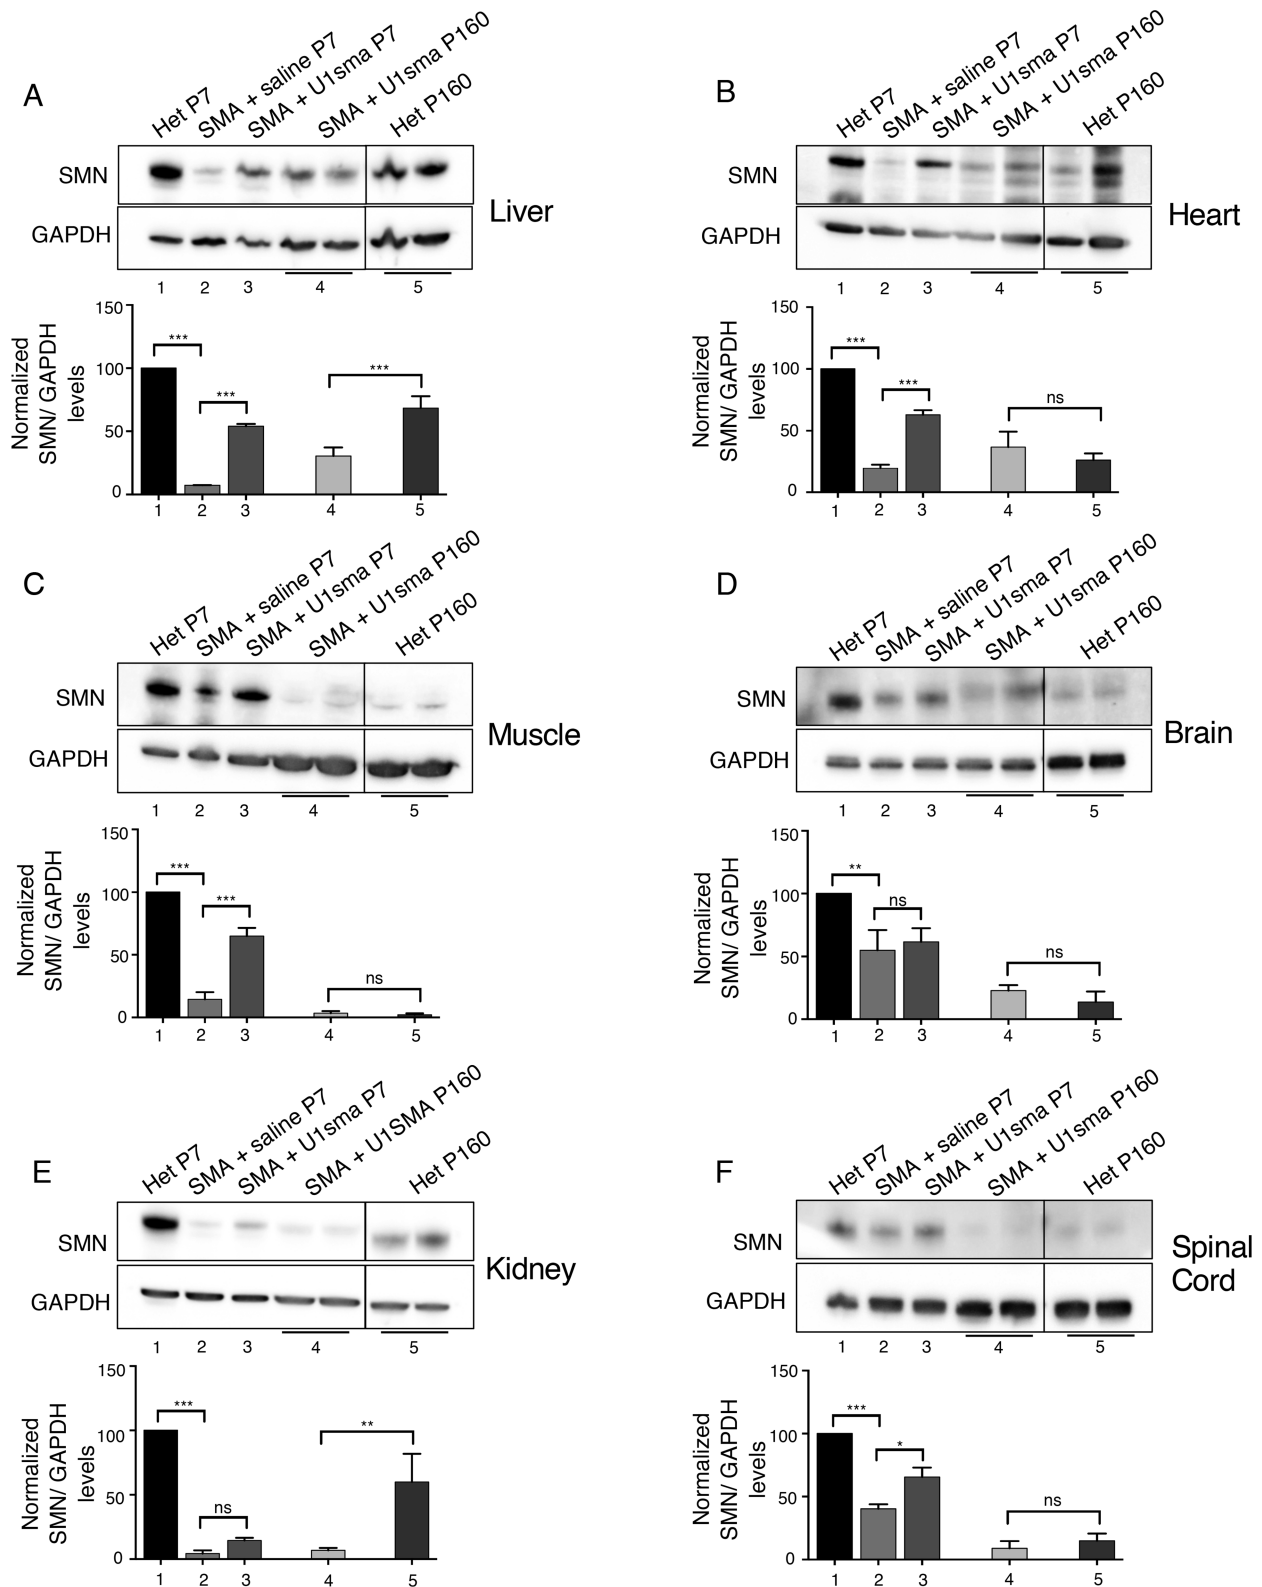 A
Het P7
SMA + saline P7
SMA + U1sma P7
SMA + U1sma P160
Het P160
SMN
GAPDH
Liver
1 2 3 4 5
Normalized
SMN/ GAPDH
levels
150
100
50
0
***
***
***
1 2 3 4 5
B
Het P7
SMA + saline P7
SMA + U1sma P7
SMA + U1sma P160
Het P160
SMN
GAPDH
Heart
1 2 3 4 5
Normalized
SMN/ GAPDH
levels
150
100
50
0
***
***
ns
1 2 3 4 5
C
Het P7
SMA + saline P7
SMA + U1sma P7
SMA + U1sma P160
Het P160
SMN
GAPDH
Muscle
1 2 3 4 5
Normalized
SMN/ GAPDH
levels
150
100
50
0
***
***
ns
1 2 3 4 5
D
Het P7
SMA + saline P7
SMA + U1sma P7
SMA + U1sma P160
Het P160
SMN
GAPDH
Brain
1 2 3 4 5
Normalized
SMN/ GAPDH
levels
150
100
50
0
**
ns
ns
1 2 3 4 5
E
Het P7
SMA + saline P7
SMA + U1sma P7
SMA + U1SMA P160
Het P160
SMN
GAPDH
Kidney
1 2 3 4 5
Normalized
SMN/ GAPDH
levels
150
100
50
0
***
ns
**
1 2 3 4 5
F
Het P7
SMA + saline P7
SMA + U1sma P7
SMA + U1sma P160
Het P160
SMN
GAPDH
Spinal
Cord
1 2 3 4 5
Normalized
SMN/ GAPDH
levels
150
100
50
0
***
*
ns
1 2 3 4 5